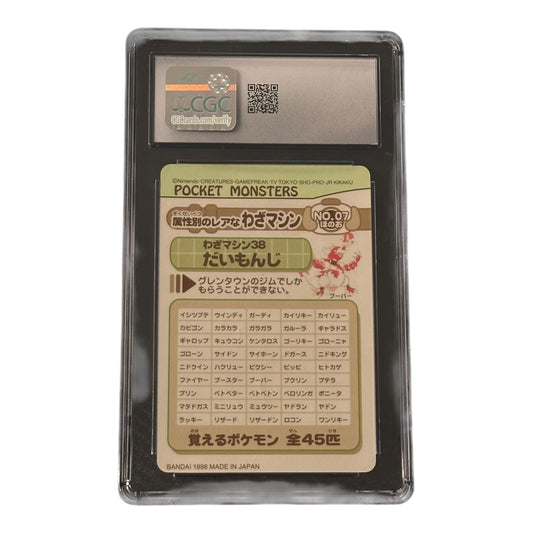 CGC
CGCcards.com/verify
©Nintendo·CREATURES·GAMEFREAK·TV TOKYO·SHO-PRO·JR KIKAKU
POCKET MONSTERS
ぞくせいべつ
属性別のレアなわざマシン
NO.07
ほのお
わざマシン38
だいもんじ
グレンタウンのジムでしか
もらうことができない。
ブーバー
イシツブテ ウインディ ガーディ カイリキー カイリュー
カビゴン カラカラ ガラガラ ガルーラ ギャラドス
ギャロップ キュウコン ケンタロス ゴーリキー ゴローニャ
ゴローン サイドン サイホーン ドガース ニドキング
ニドクイン ハクリュー ピクシー ピッピ ヒトカゲ
ファイヤー ブースター ブーバー プクリン プテラ
プリン ベトベター ベトベトン ベロリンガ ポニータ
マタドガス ミニリュウ ミュウツー ヤドラン ヤドン
ラッキー リザード リザードン ロコン ワンリキー
おぼ ぜん ひき
覚えるポケモン 全45匹
BANDAI 1998 MADE IN JAPAN